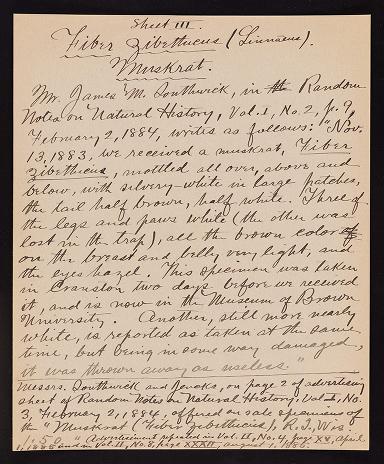 Sheet III.
Fiber zibethicus (Linnaeus).
Muskrat.
Mr. James M. Southwick, in the Random
Notes on Natural History, Vol. I, No. 2, p. 9,
February 2, 1884, writes as follows: "Nov.
13, 1883, we received a muskrat, Fiber
zibethicus, mottled all over, above and
below, with silvery-white in large patches,
the tail half brown, half white. Three of
the legs and paws white (the other was
lost in the trap), all the brown color
on the breast and belly very light, and
the eyes hazel. This specimen was taken
in Cranston two days before we received
it, and is now in the Museum of Brown
University. Another, still more nearly
white, is reported as taken at the same
time, but being in some way damaged,
it was thrown away as useless."
Messrs. Southwick and Jencks, on page 2 of advertising
sheet of Random Notes on Natural History, Vol. I, No.
3, February 2, 1884, offered on sale specimens of
the "Muskrat (Fiber zibethicus), R. I., Wis.
1.50." Advertisement repeated in Vol. II, No. 4, page XV, April
1, 1885 and in Vol. II, No. 8, page XXXII, August 1, 1885.